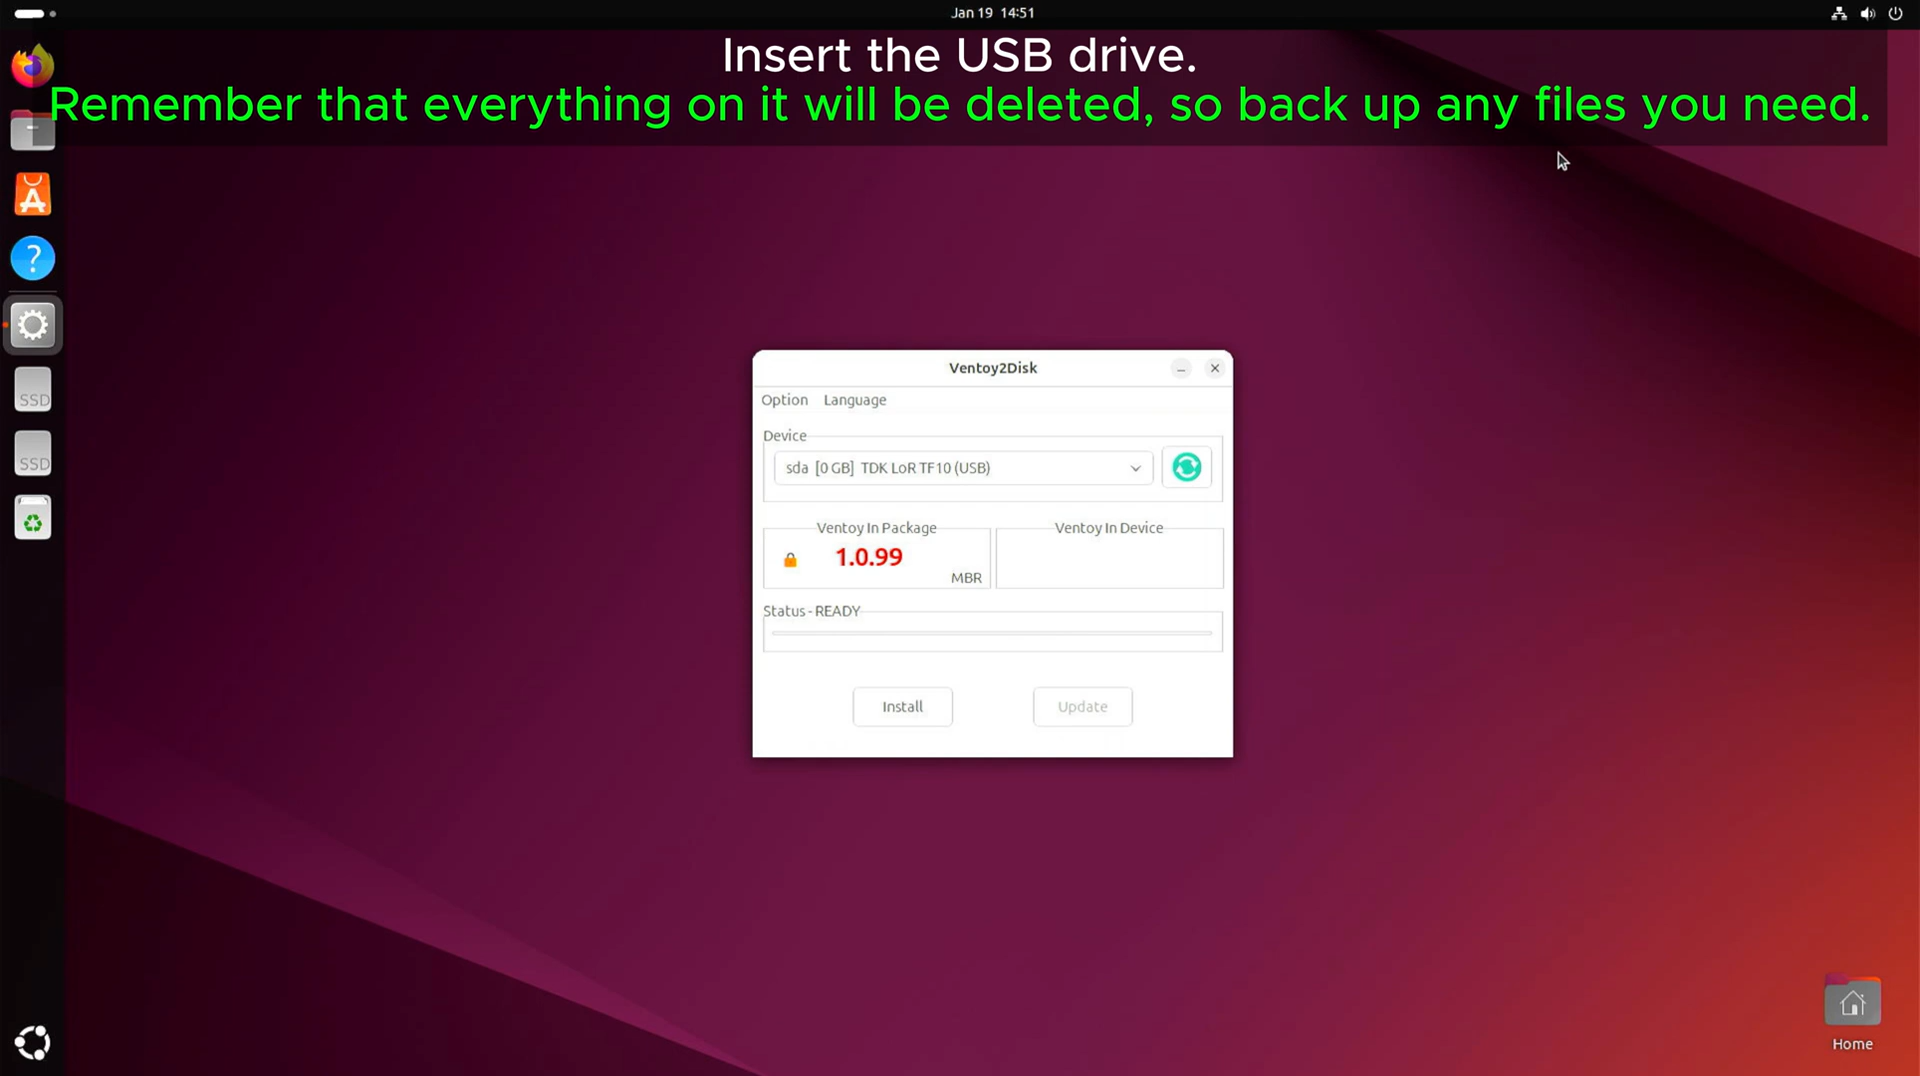 Jan 19 14:51
Insert the USB drive.
Remember that everything on it will be deleted, so back up any files you need.
Ventoy2Disk
Option Language
Device
sda [0 GB] TDK LoR TF10 (USB)
Ventoy In Package
1.0.99
MBR
Ventoy In Device
Status - READY
Install
Update
SSD
SSD
Home